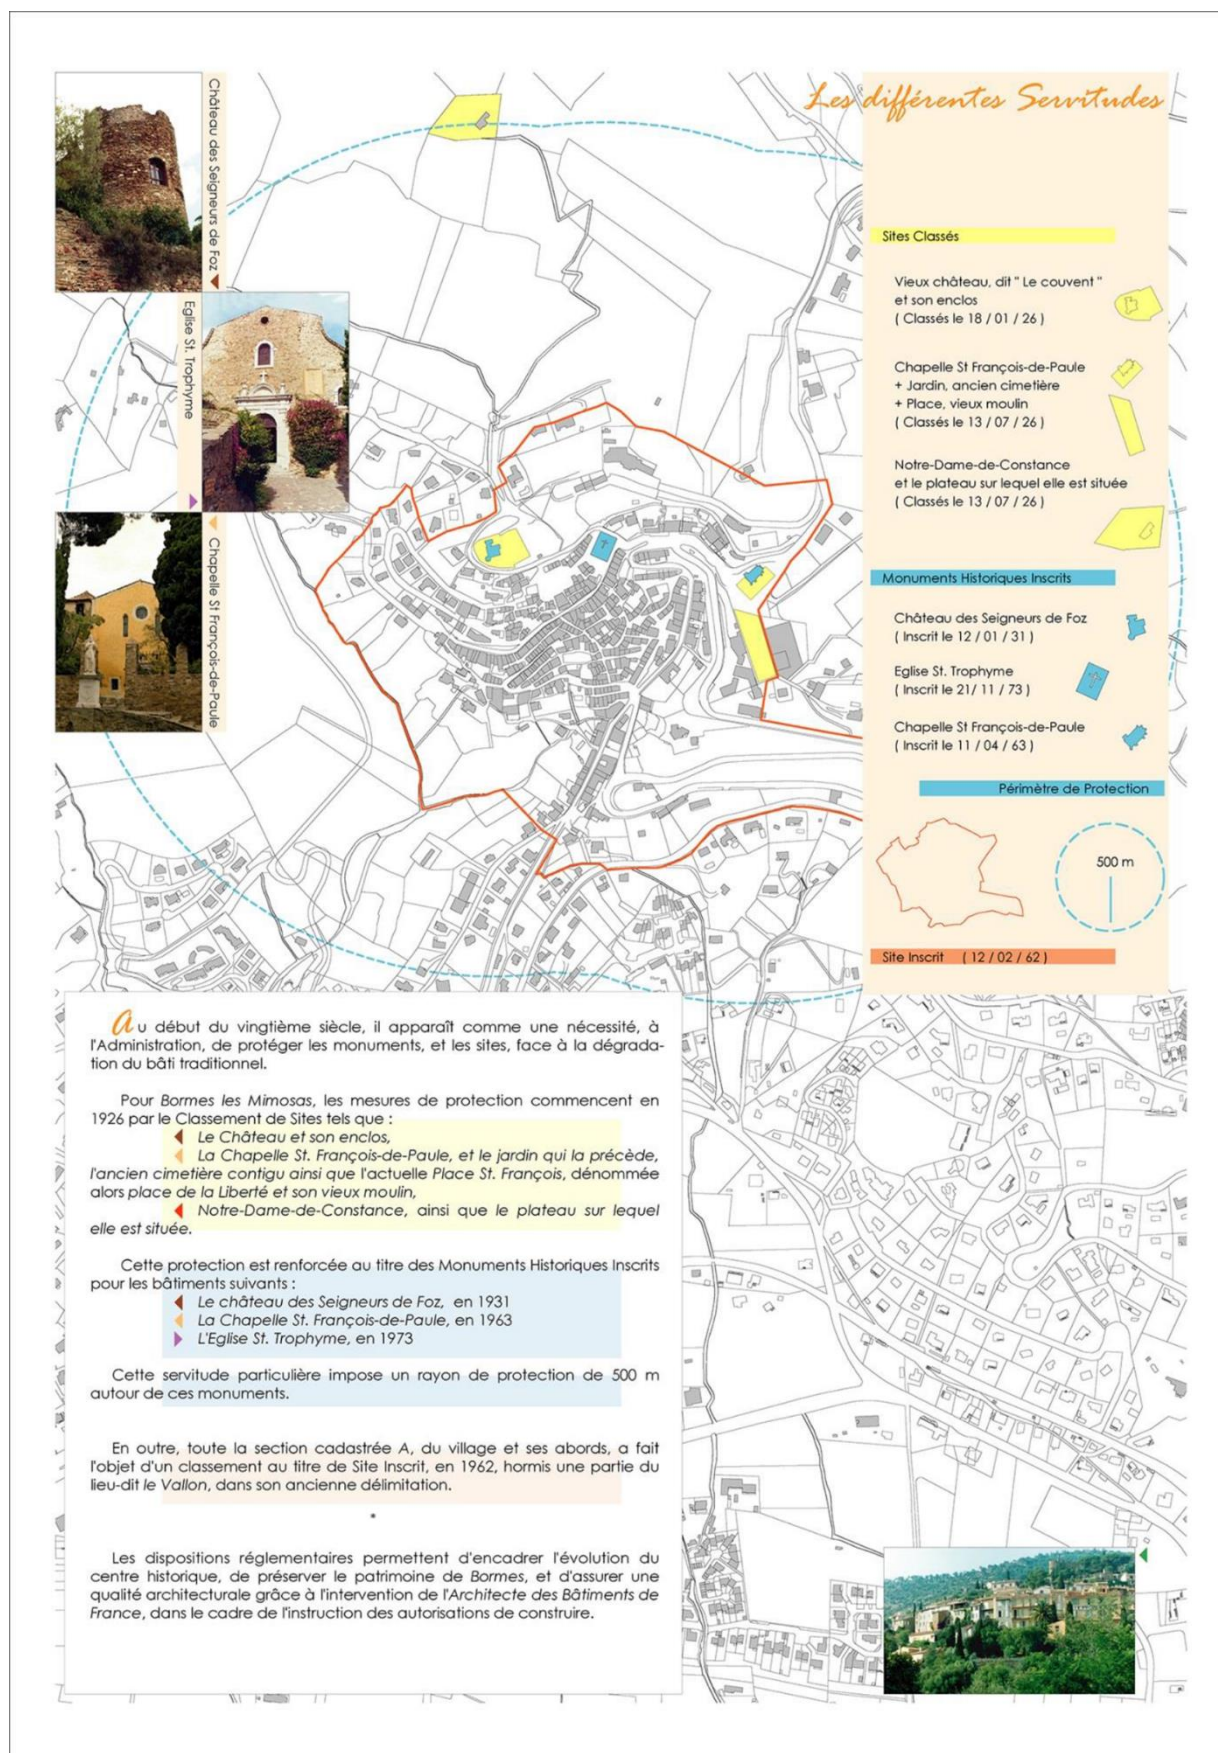 Les différentes Servitudes
Château des Seigneurs de Foz
Eglise St. Trophyme
Chapelle St François-de-Paule
Sites Classés
Vieux château, dit " Le couvent "
et son enclos
( Classés le 18 / 01 / 26 )
Chapelle St François-de-Paule
+ Jardin, ancien cimetière
+ Place, vieux moulin
( Classés le 13 / 07 / 26 )
Notre-Dame-de-Constance
et le plateau sur lequel elle est située
( Classés le 13 / 07 / 26 )
Monuments Historiques Inscrits
Château des Seigneurs de Foz
( Inscrit le 12 / 01 / 31 )
Eglise St. Trophyme
( Inscrit le 21/ 11 / 73 )
Chapelle St François-de-Paule
( Inscrit le 11 / 04 / 63 )
Périmètre de Protection
500 m
Site Inscrit ( 12 / 02 / 62 )
Au début du vingtième siècle, il apparaît comme une nécessité, à
l'Administration, de protéger les monuments, et les sites, face à la dégrada-
tion du bâti traditionnel.
Pour Bormes les Mimosas, les mesures de protection commencent en
1926 par le Classement de Sites tels que :
Le Château et son enclos,
La Chapelle St. François-de-Paule, et le jardin qui la précède,
l'ancien cimetière contigu ainsi que l'actuelle Place St. François, dénommée
alors place de la Liberté et son vieux moulin,
Notre-Dame-de-Constance, ainsi que le plateau sur lequel
elle est située.
Cette protection est renforcée au titre des Monuments Historiques Inscrits
pour les bâtiments suivants :
Le château des Seigneurs de Foz, en 1931
La Chapelle St. François-de-Paule, en 1963
L'Eglise St. Trophyme, en 1973
Cette servitude particulière impose un rayon de protection de 500 m
autour de ces monuments.
En outre, toute la section cadastrée A, du village et ses abords, a fait
l'objet d'un classement au titre de Site Inscrit, en 1962, hormis une partie du
lieu-dit le Vallon, dans son ancienne délimitation.
*
Les dispositions réglementaires permettent d'encadrer l'évolution du
centre historique, de préserver le patrimoine de Bormes, et d'assurer une
qualité architecturale grâce à l'intervention de l'Architecte des Bâtiments de
France, dans le cadre de l'instruction des autorisations de construire.